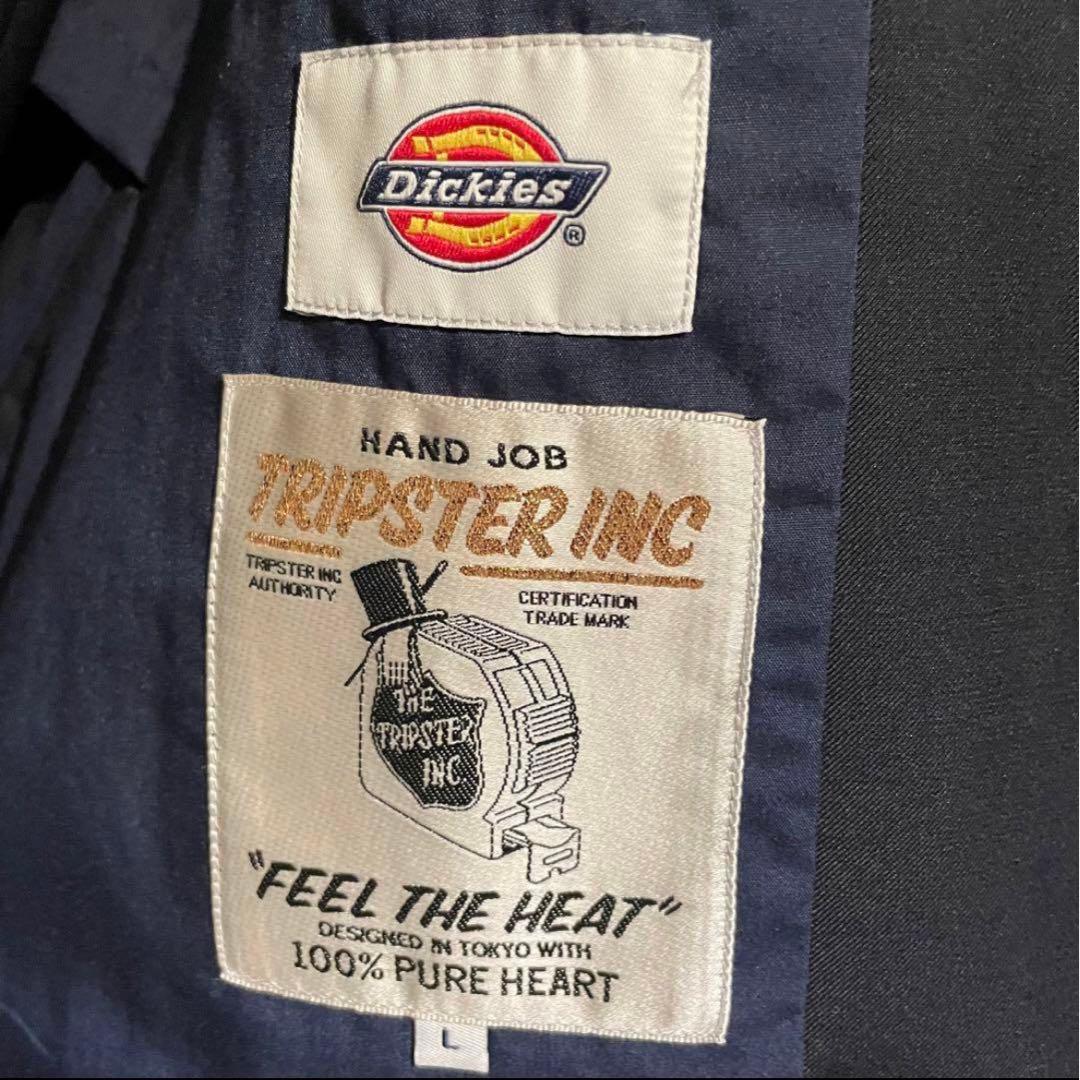 Dickies
®
HAND JOB
TRIPSTER INC
TRIPSTER INC
AUTHORITY
CERTIFICATION
TRADE MARK
THE
TRIPSTER
INC.
"FEEL THE HEAT"
DESIGNED IN TOKYO WITH
100% PURE HEART
L